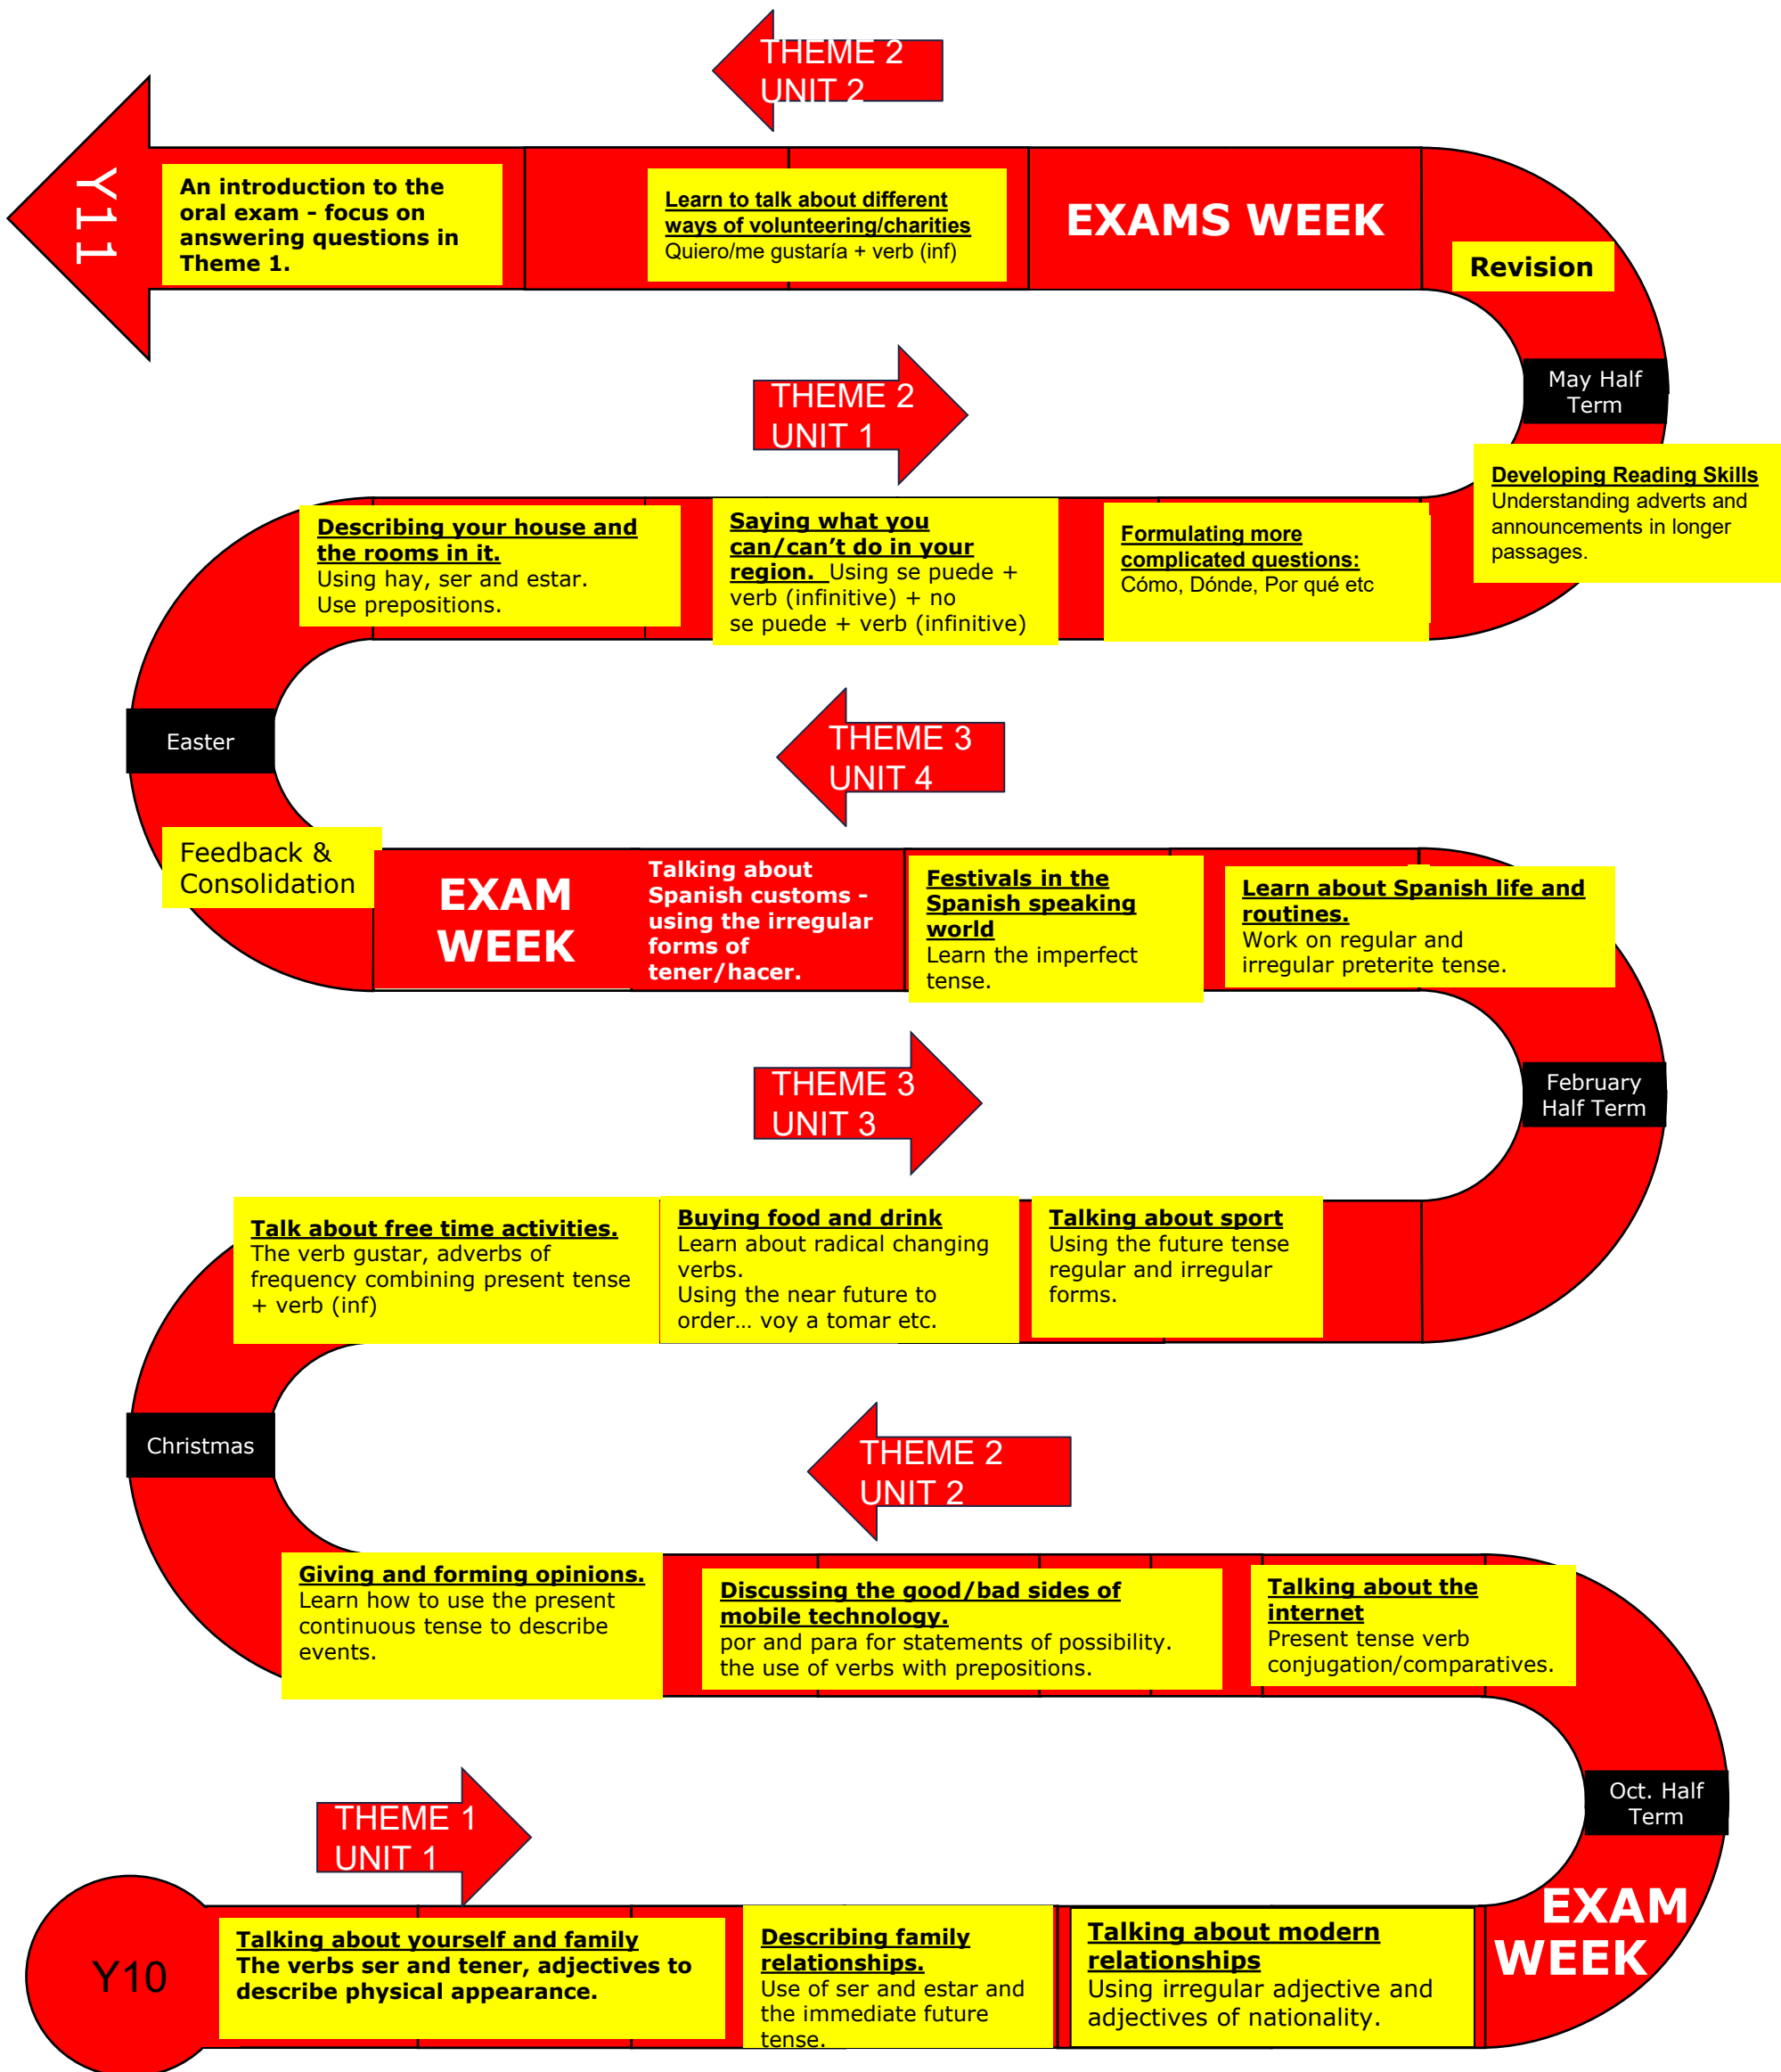 THEME 2
UNIT 2
Y11
An introduction to the
oral exam - focus on
answering questions in
Theme 1.
Learn to talk about different
ways of volunteering/charities
Quiero/me gustaría + verb (inf)
EXAMS WEEK
Revision
May Half
Term
THEME 2
UNIT 1
Describing your house and
the rooms in it.
Using hay, ser and estar.
Use prepositions.
Saying what you
can/can't do in your
region. Using se puede +
verb (infinitive) + no
se puede + verb (infinitive)
Formulating more
complicated questions:
Cómo, Dónde, Por qué etc
Developing Reading Skills
Understanding adverts and
announcements in longer
passages.
Easter
THEME 3
UNIT 4
Feedback &
Consolidation
EXAM
WEEK
Talking about
Spanish customs -
using the irregular
forms of
tener/hacer.
Festivals in the
Spanish speaking
world
Learn the imperfect
tense.
Learn about Spanish life and
routines.
Work on regular and
irregular preterite tense.
February
Half Term
THEME 3
UNIT 3
Talk about free time activities.
The verb gustar, adverbs of
frequency combining present tense
+ verb (inf)
Buying food and drink
Learn about radical changing
verbs.
Using the near future to
order… voy a tomar etc.
Talking about sport
Using the future tense
regular and irregular
forms.
Christmas
THEME 2
UNIT 2
Giving and forming opinions.
Learn how to use the present
continuous tense to describe
events.
Discussing the good/bad sides of
mobile technology.
por and para for statements of possibility.
the use of verbs with prepositions.
Talking about the
internet
Present tense verb
conjugation/comparatives.
Oct. Half
Term
THEME 1
UNIT 1
EXAM
WEEK
Y10
Talking about yourself and family
The verbs ser and tener, adjectives to
describe physical appearance.
Describing family
relationships.
Use of ser and estar and
the immediate future
tense.
Talking about modern
relationships
Using irregular adjective and
adjectives of nationality.